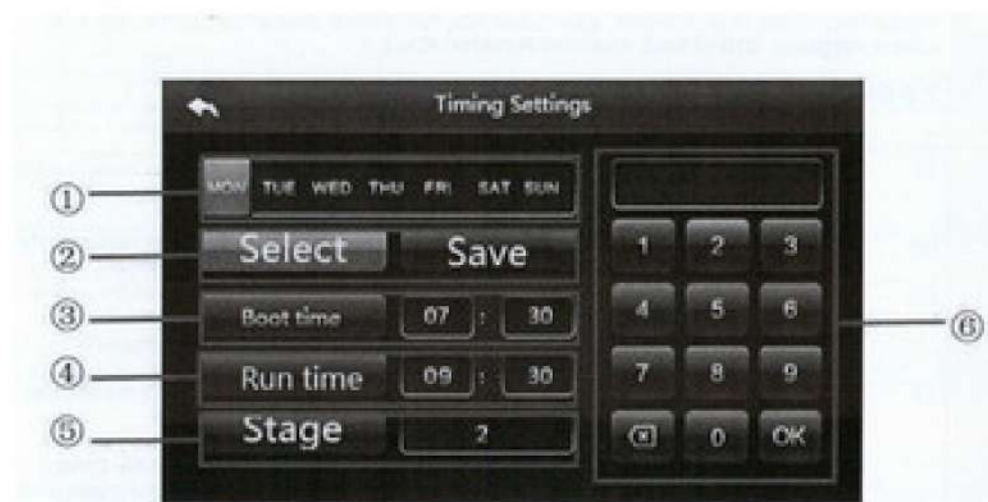 Timing Settings
① MON TUE WED THU FRI SAT SUN
② Select Save
③ Boot time 07 : 30
④ Run time 09 : 30
⑤ Stage 2
1 2 3
4 5 6
7 8 9
0 OK
⑥